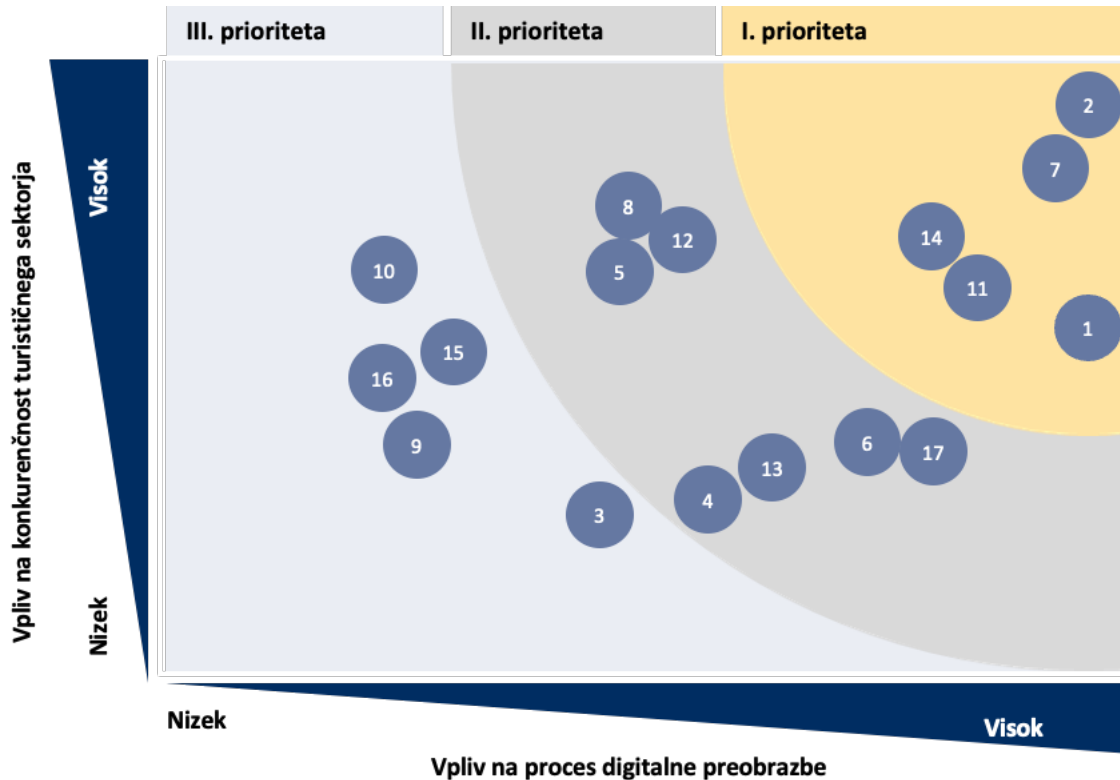 III. prioriteta
II. prioriteta
I. prioriteta
Vpliv na konkurenčnost turističnega sektorja
Visok
Nizek
2
7
8
12
14
5
10
11
1
15
16
9
6
17
13
4
3
Nizek
Visok
Vpliv na proces digitalne preobrazbe